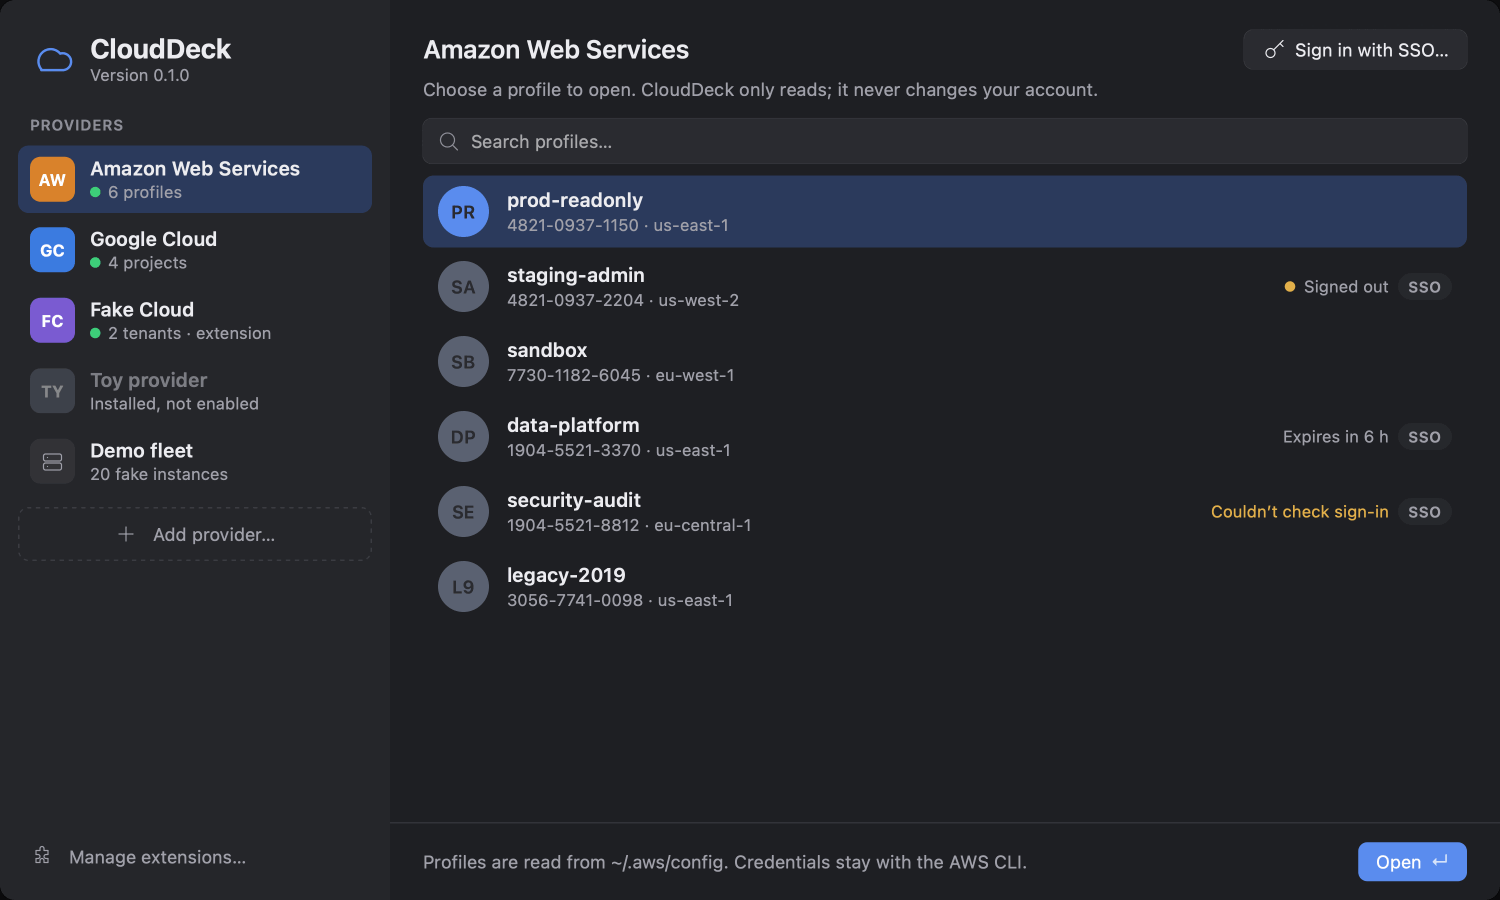 CloudDeck
Version 0.1.0
PROVIDERS
AW
Amazon Web Services
6 profiles
GC
Google Cloud
4 projects
FC
Fake Cloud
2 tenants · extension
TY
Toy provider
Installed, not enabled
Demo fleet
20 fake instances
Add provider...
Manage extensions...
Amazon Web Services
Sign in with SSO...
Choose a profile to open. CloudDeck only reads; it never changes your account.
Search profiles...
PR
prod-readonly
4821-0937-1150 · us-east-1
SA
staging-admin
4821-0937-2204 · us-west-2
Signed out SSO
SB
sandbox
7730-1182-6045 · eu-west-1
DP
data-platform
1904-5521-3370 · us-east-1
Expires in 6 h SSO
SE
security-audit
1904-5521-8812 · eu-central-1
Couldn’t check sign-in SSO
L9
legacy-2019
3056-7741-0098 · us-east-1
Profiles are read from ~/.aws/config. Credentials stay with the AWS CLI.
Open